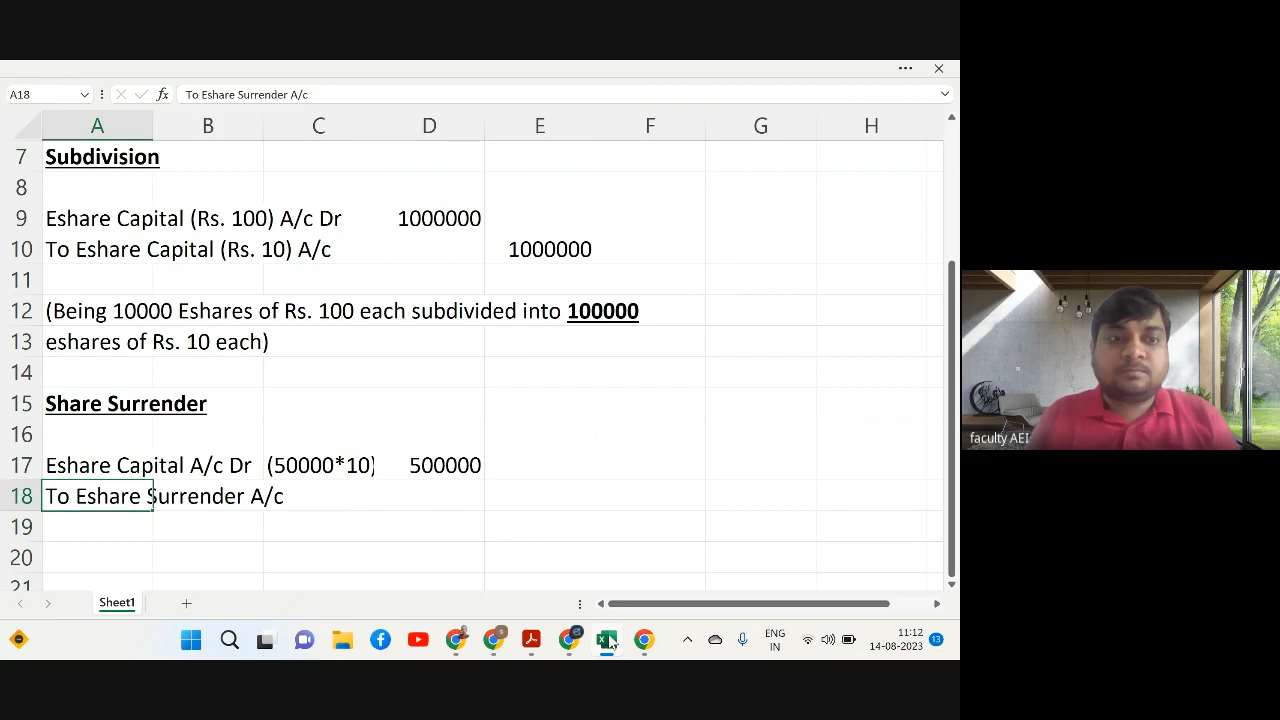 A18
fx
To Eshare Surrender A/c
A B C D E F G H
7 Subdivision
8
9 Eshare Capital (Rs. 100) A/c Dr 1000000
10 To Eshare Capital (Rs. 10) A/c 1000000
11
12 (Being 10000 Eshares of Rs. 100 each subdivided into 100000
13 eshares of Rs. 10 each)
14
15 Share Surrender
16
17 Eshare Capital A/c Dr (50000*10) 500000
18 To Eshare Surrender A/c
19
20
21
Sheet1
faculty AEI
ENG
IN
11:12
14-08-2023
13